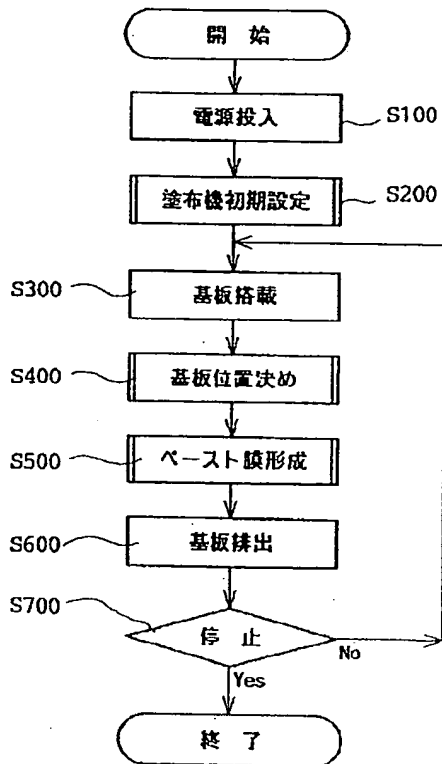 開 始
電源投入
S100
塗布機初期設定
S200
S300
基板搭載
S400
基板位置決め
S500
ペースト膜形成
S600
基板排出
S700
停 止
No
Yes
終 了